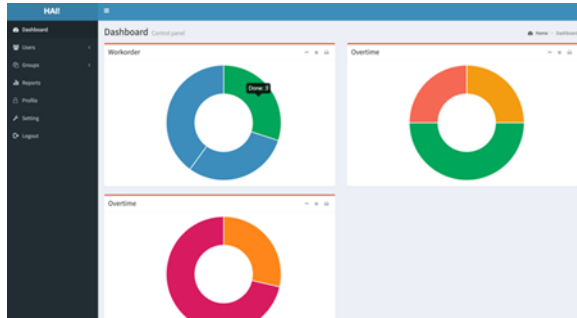 HAI!
Dashboard
Users
Groups
Reports
Profile
Setting
Logout
Dashboard Control panel
Home > Dashboard
Workorder
Done: 3
Overtime
Overtime